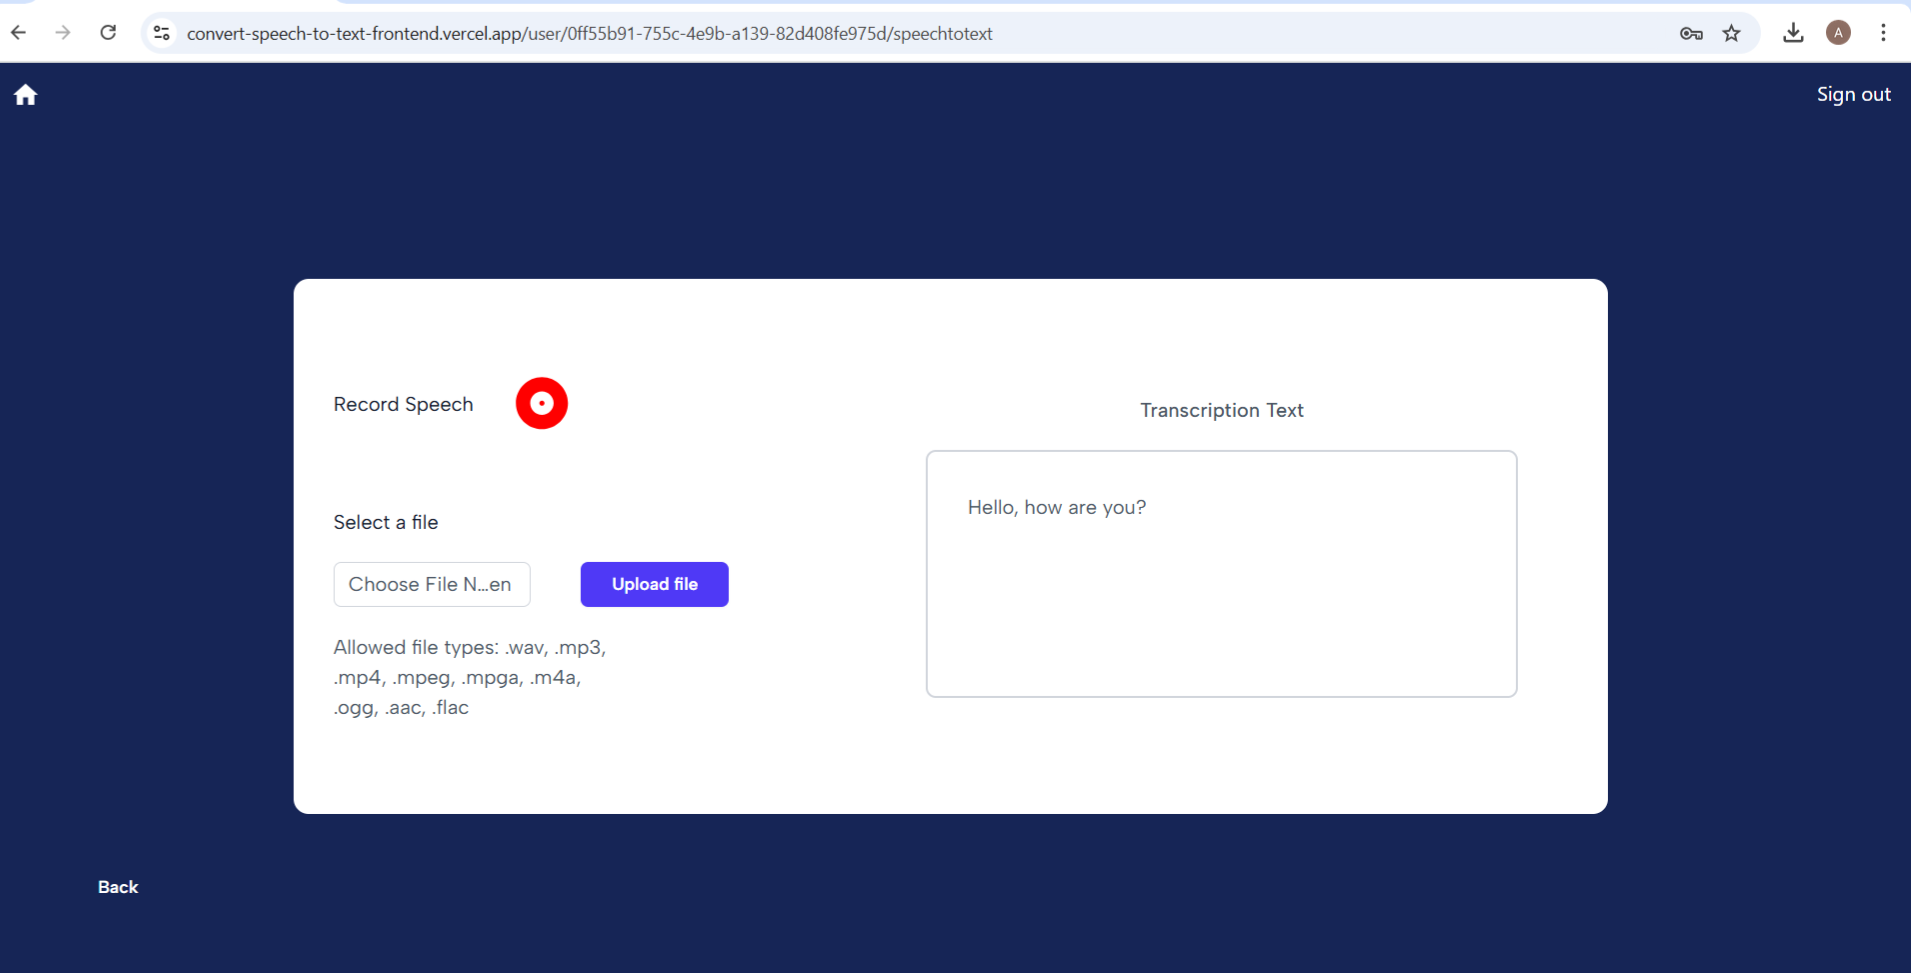 convert-speech-to-text-frontend.vercel.app/user/0ff55b91-755c-4e9b-a139-82d408fe975d/speechtotext
A
Sign out
Record Speech
Transcription Text
Hello, how are you?
Select a file
Choose File N...en
Upload file
Allowed file types: .wav, .mp3,
.mp4, .mpeg, .mpga, .m4a,
.ogg, .aac, .flac
Back